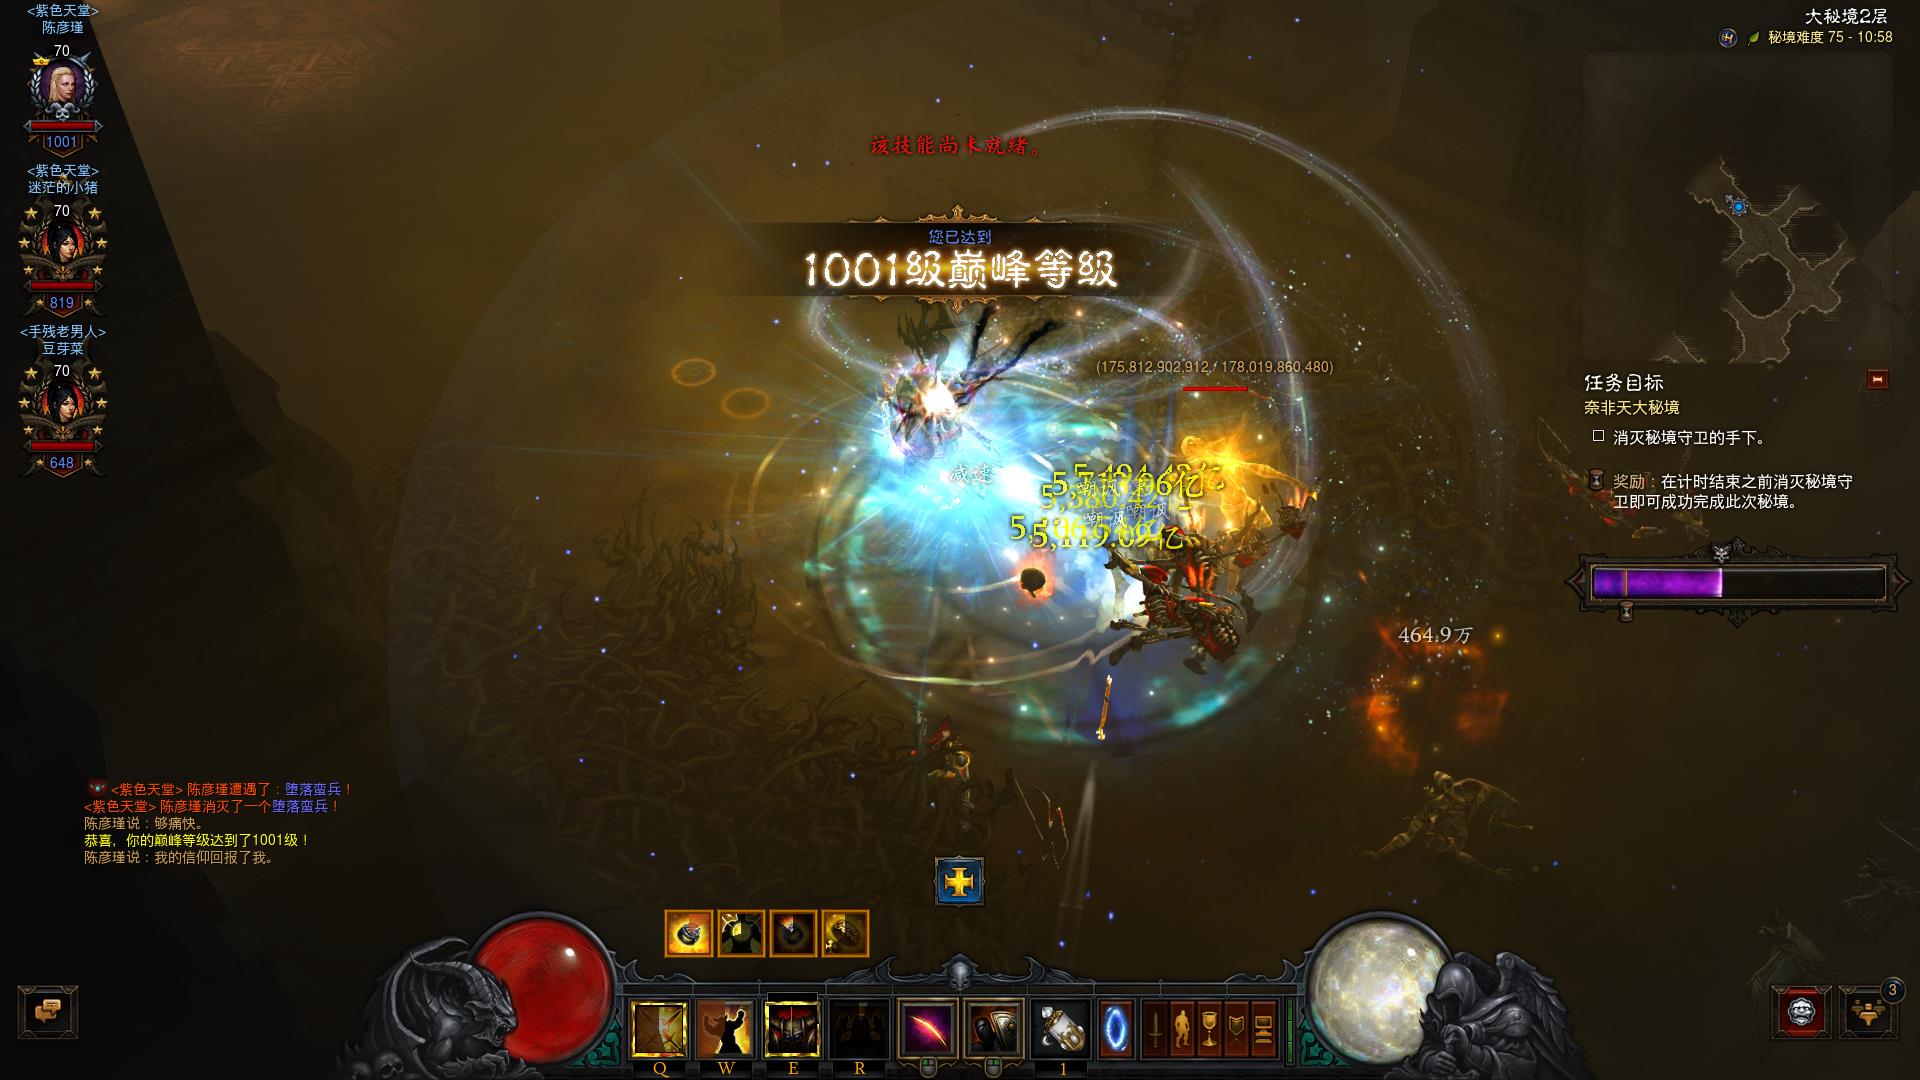 <紫色天堂>
陈彦瑾
70
1001
<紫色天堂>
迷茫的小猪
70
819
<手残老男人>
豆芽菜
70
648
大秘境2层
秘境难度 75 - 10:58
该技能尚未就绪。
您已达到
1001级巅峰等级
(175,812,902,912 / 178,019,860,480)
减速
5,119.09亿
464.9万
任务目标
奈非天大秘境
消灭秘境守卫的手下。
奖励：在计时结束之前消灭秘境守
卫即可成功完成此次秘境。
<紫色天堂> 陈彦瑾遭遇了：堕落蛮兵！
<紫色天堂> 陈彦瑾消灭了一个堕落蛮兵！
陈彦瑾说：够痛快。
恭喜，你的巅峰等级达到了1001级！
陈彦瑾说：我的信仰回报了我。
Q W E R 1
3